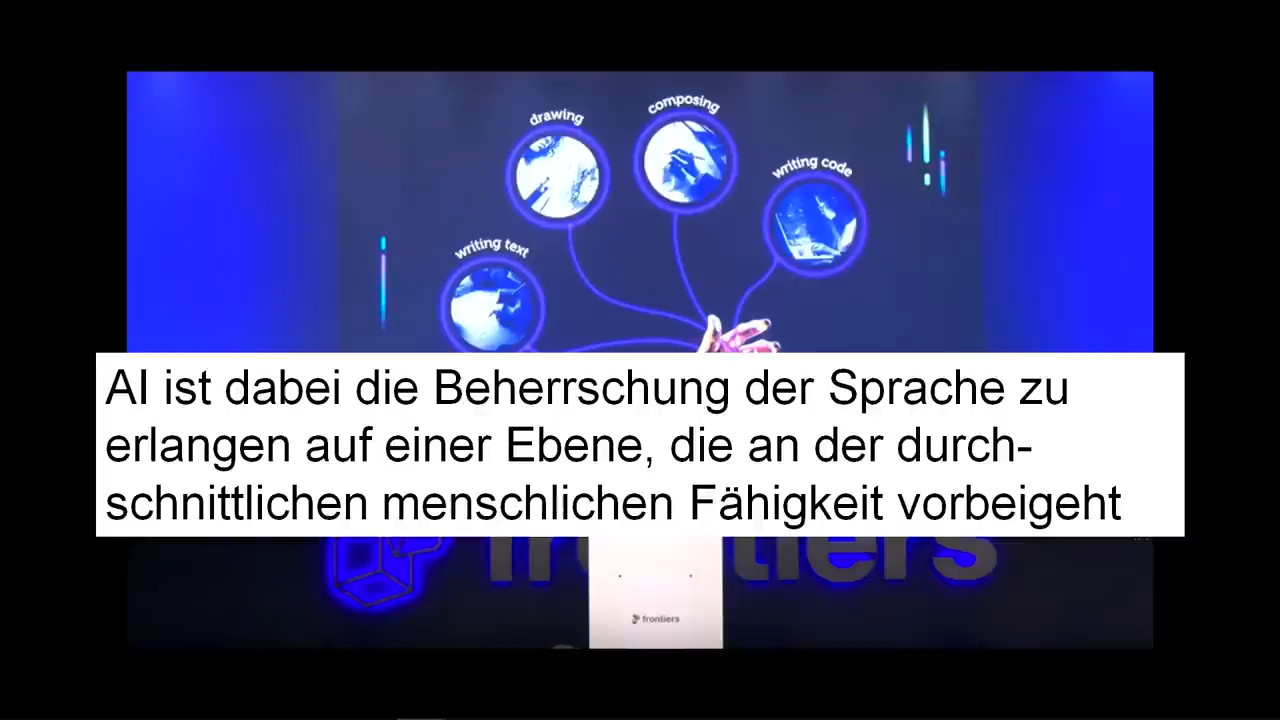 drawing
composing
writing code
writing text
AI ist dabei die Beherrschung der Sprache zu
erlangen auf einer Ebene, die an der durch-
schnittlichen menschlichen Fähigkeit vorbeigeht
frontiers